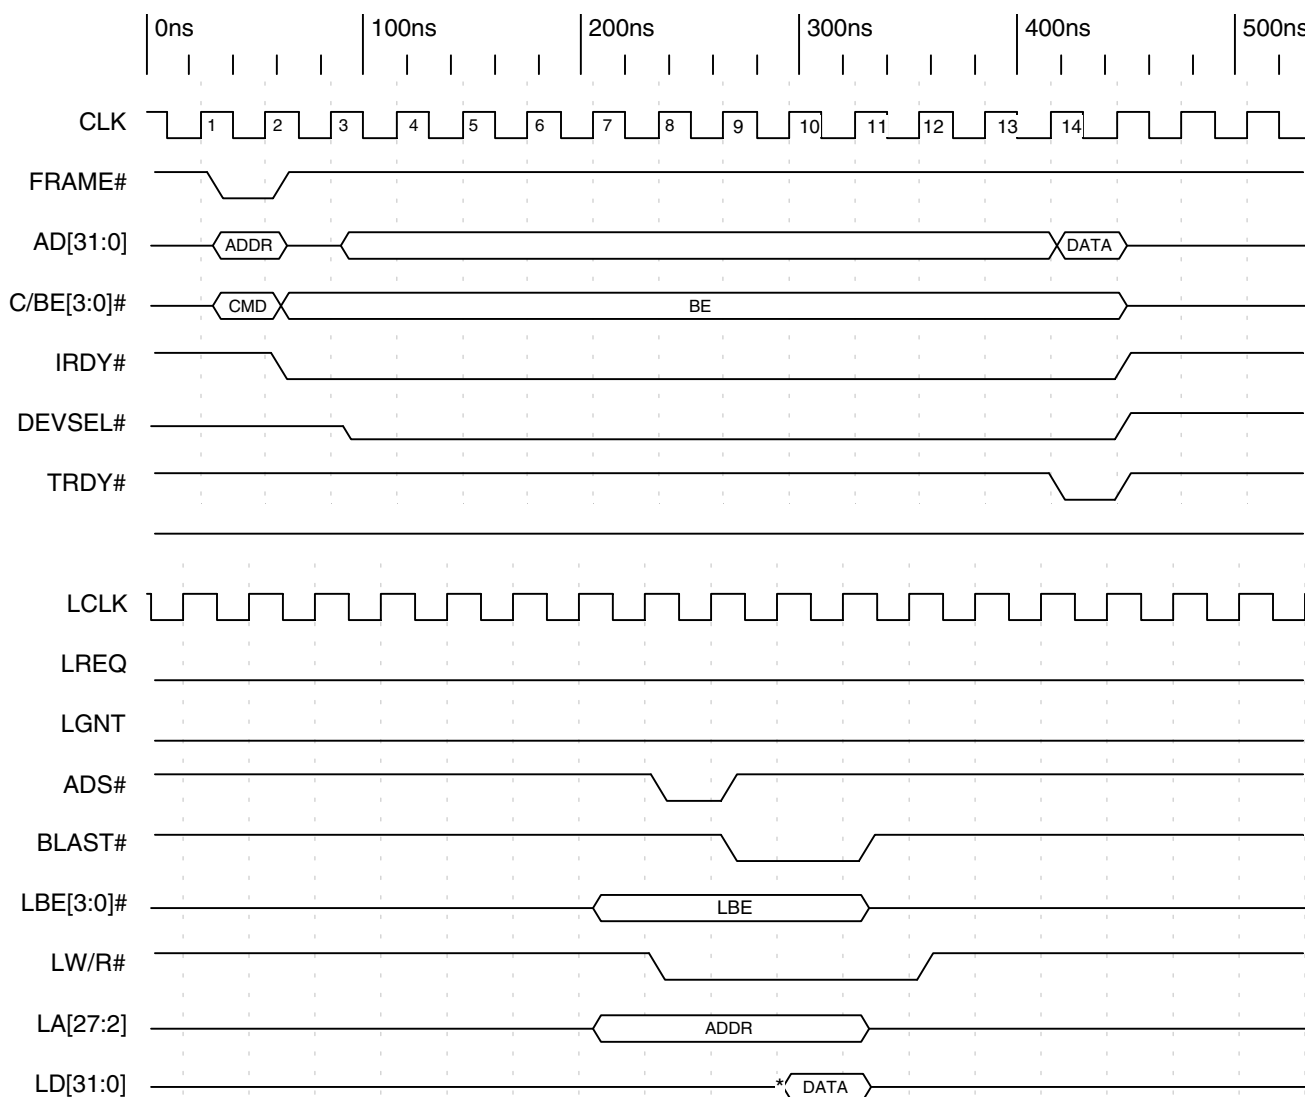 0ns 100ns 200ns 300ns 400ns 500ns
CLK 1 2 3 4 5 6 7 8 9 10 11 12 13 14
FRAME#
AD[31:0] ADDR DATA
C/BE[3:0]# CMD BE
IRDY#
DEVSEL#
TRDY#
LCLK
LREQ
LGNT
ADS#
BLAST#
LBE[3:0]# LBE
LW/R#
LA[27:2] ADDR
LD[31:0] * DATA